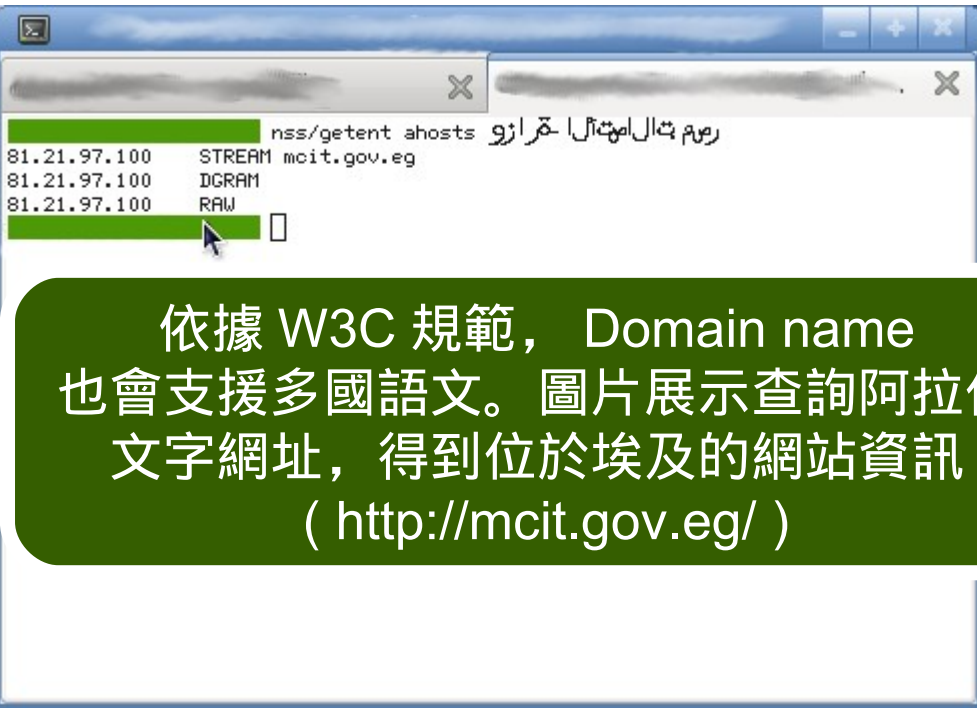 nss/getent ahosts
81.21.97.100 STREAM mcit.gov.eg
81.21.97.100 DGRAM
81.21.97.100 RAW
依據 W3C 規範， Domain name
也會支援多國語文。圖片展示查詢阿拉
文字網址，得到位於埃及的網站資訊
( http://mcit.gov.eg/ )